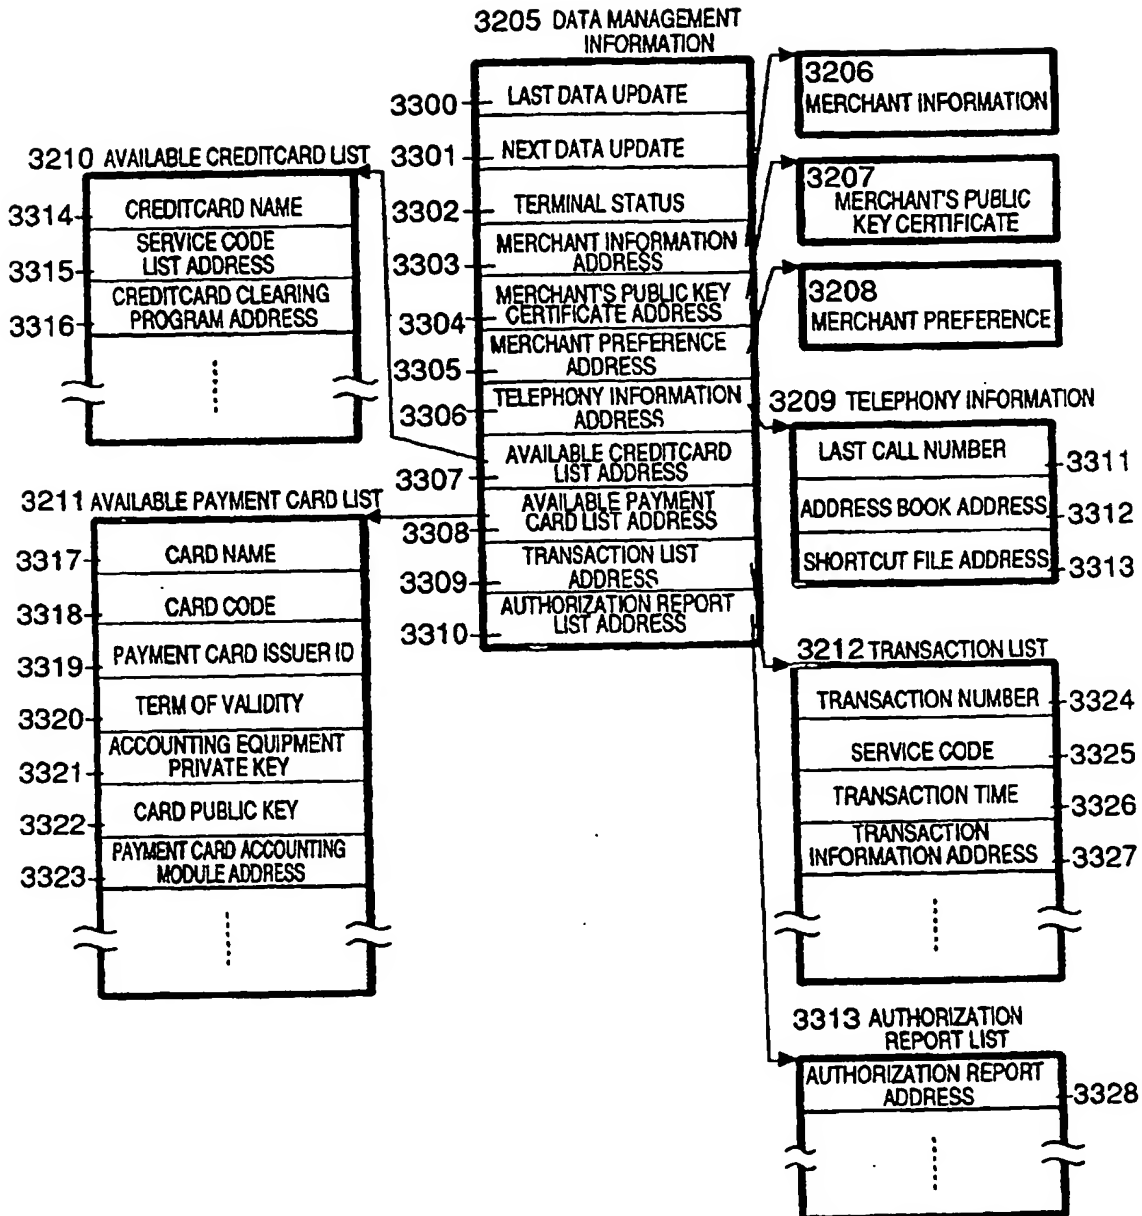 3205 DATA MANAGEMENT
INFORMATION
3300
LAST DATA UPDATE
3301
NEXT DATA UPDATE
3302
TERMINAL STATUS
3303
MERCHANT INFORMATION
ADDRESS
3304
MERCHANT'S PUBLIC KEY
CERTIFICATE ADDRESS
3305
MERCHANT PREFERENCE
ADDRESS
3306
TELEPHONY INFORMATION
ADDRESS
3307
AVAILABLE CREDITCARD
LIST ADDRESS
3308
AVAILABLE PAYMENT
CARD LIST ADDRESS
3309
TRANSACTION LIST
ADDRESS
3310
AUTHORIZATION REPORT
LIST ADDRESS
3210 AVAILABLE CREDITCARD LIST
3314
CREDITCARD NAME
3315
SERVICE CODE
LIST ADDRESS
3316
CREDITCARD CLEARING
PROGRAM ADDRESS
3211 AVAILABLE PAYMENT CARD LIST
3317
CARD NAME
3318
CARD CODE
3319
PAYMENT CARD ISSUER ID
3320
TERM OF VALIDITY
3321
ACCOUNTING EQUIPMENT
PRIVATE KEY
3322
CARD PUBLIC KEY
3323
PAYMENT CARD ACCOUNTING
MODULE ADDRESS
3206
MERCHANT INFORMATION
3207
MERCHANT'S PUBLIC
KEY CERTIFICATE
3208
MERCHANT PREFERENCE
3209 TELEPHONY INFORMATION
LAST CALL NUMBER
3311
ADDRESS BOOK ADDRESS
3312
SHORTCUT FILE ADDRESS
3313
3212 TRANSACTION LIST
TRANSACTION NUMBER
3324
SERVICE CODE
3325
TRANSACTION TIME
3326
TRANSACTION
INFORMATION ADDRESS
3327
3313 AUTHORIZATION
REPORT LIST
AUTHORIZATION REPORT
ADDRESS
3328